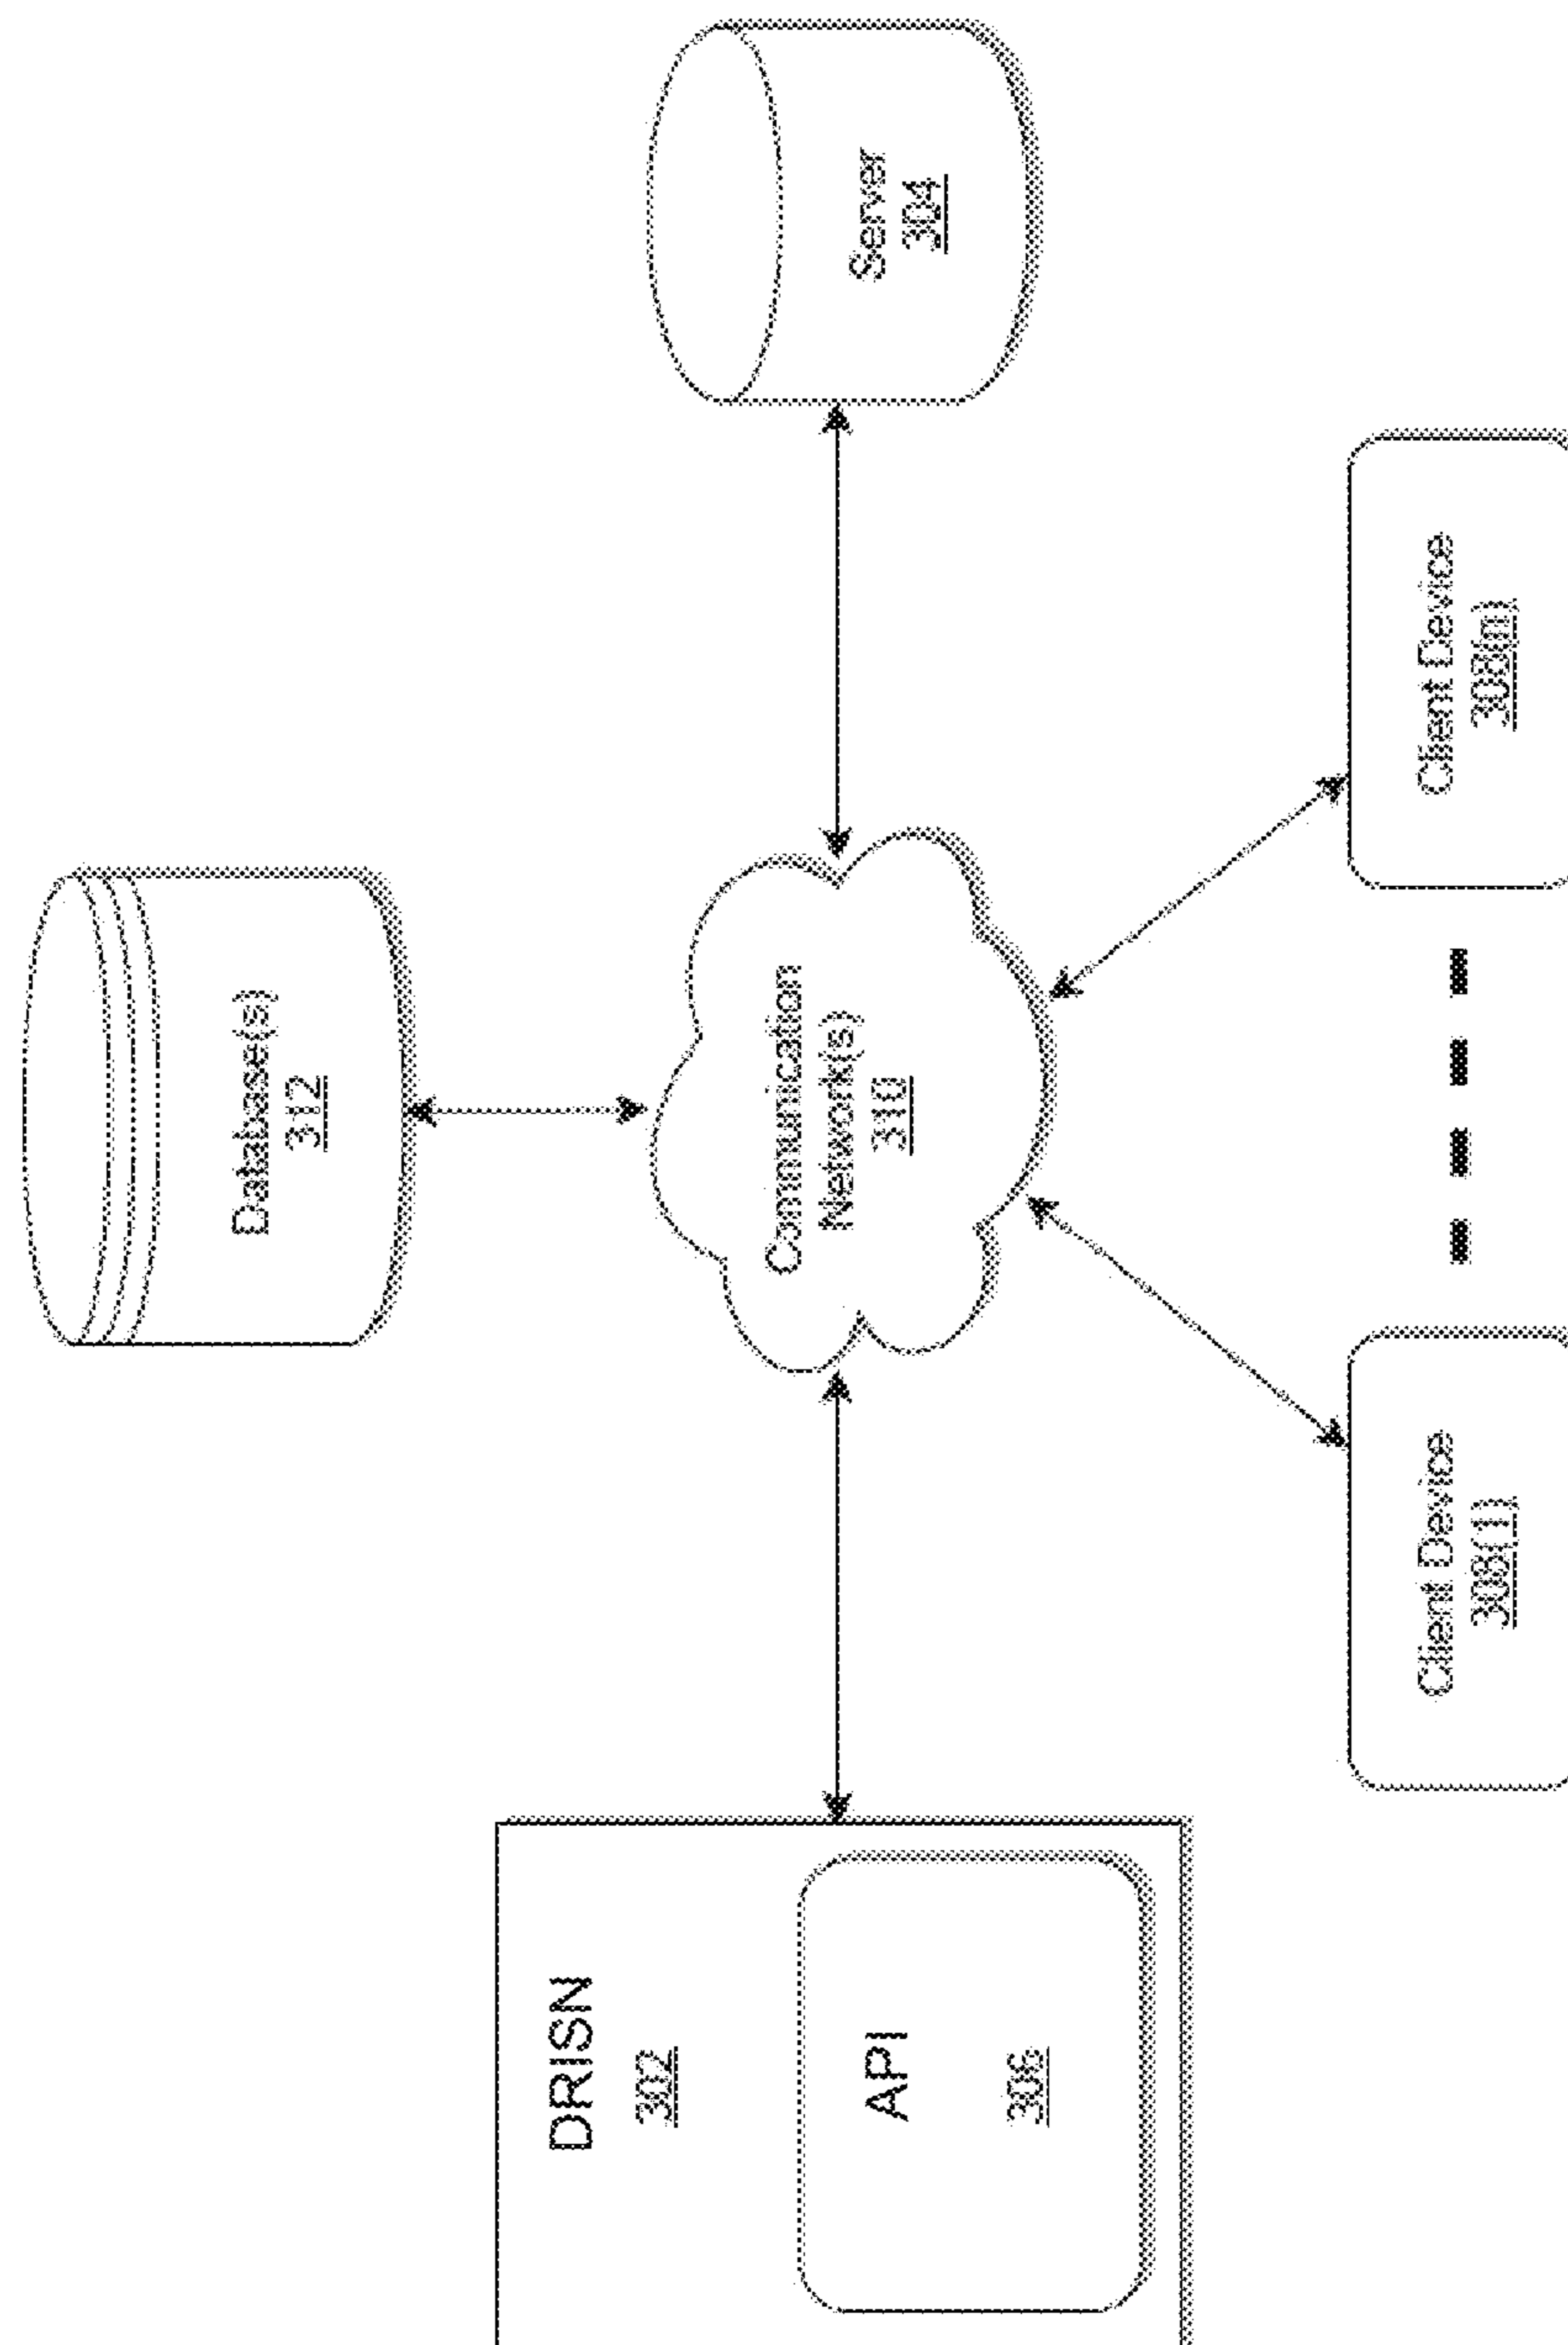 Database(s)
312
DRISN
302
API
306
Communication
Network(s)
310
Server
304
Client Device
308(1)
Client Device
308(n)